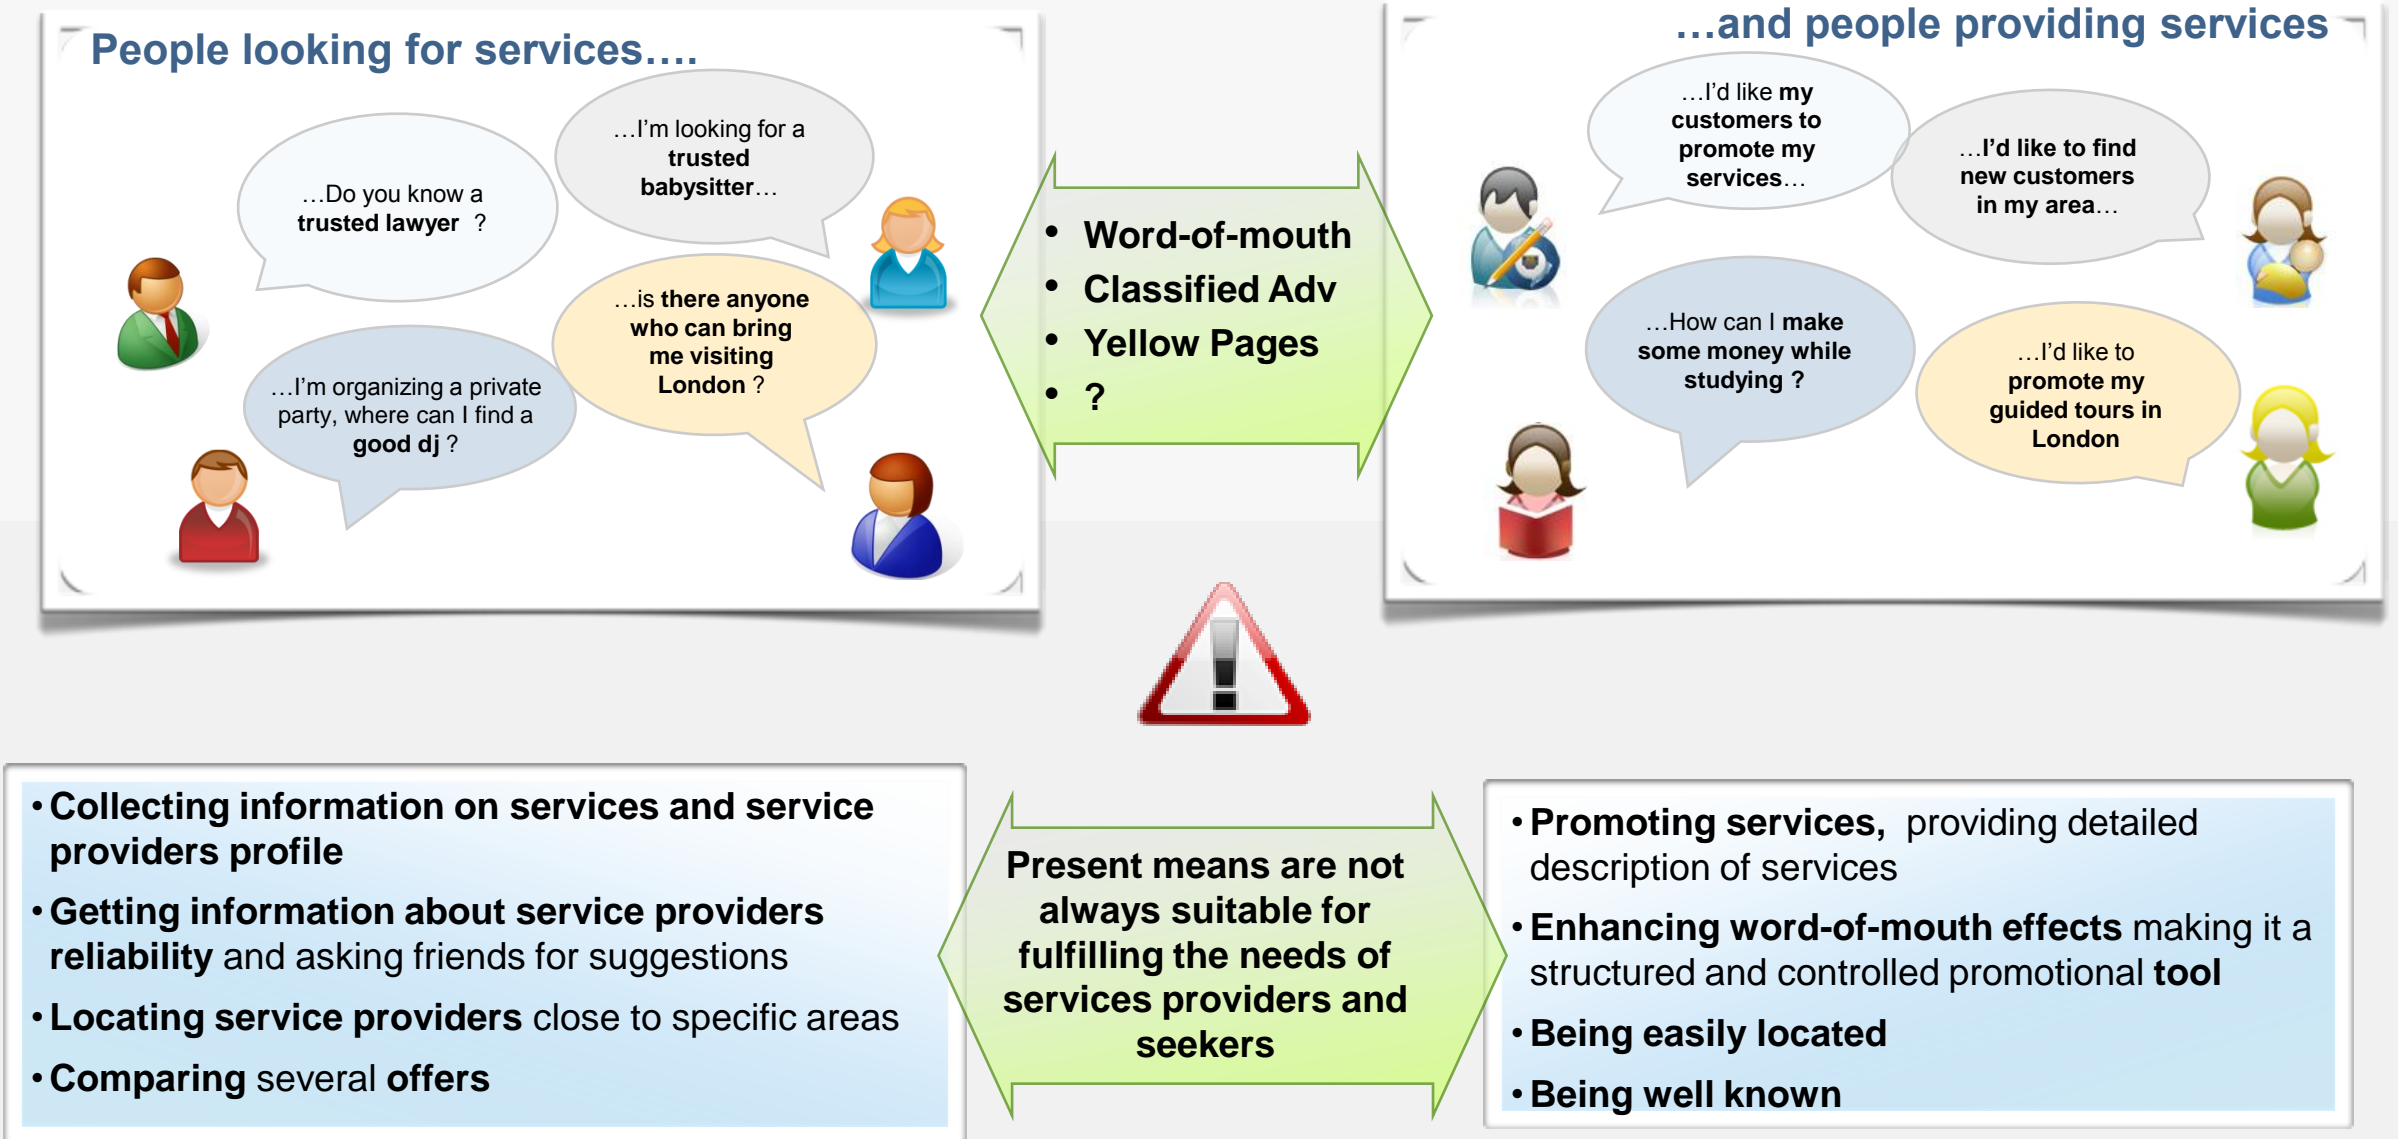 People looking for services….
…Do you know a
trusted lawyer ?
…I'm looking for a
trusted
babysitter…
…I'm organizing a private
party, where can I find a
good dj ?
…is there anyone
who can bring
me visiting
London ?
• Word-of-mouth
• Classified Adv
• Yellow Pages
• ?
…and people providing services
…I'd like my
customers to
promote my
services…
…I'd like to find
new customers
in my area…
…How can I make
some money while
studying ?
…I'd like to
promote my
guided tours in
London
• Collecting information on services and service
providers profile
• Getting information about service providers
reliability and asking friends for suggestions
• Locating service providers close to specific areas
• Comparing several offers
Present means are not
always suitable for
fulfilling the needs of
services providers and
seekers
• Promoting services, providing detailed
description of services
• Enhancing word-of-mouth effects making it a
structured and controlled promotional tool
• Being easily located
• Being well known